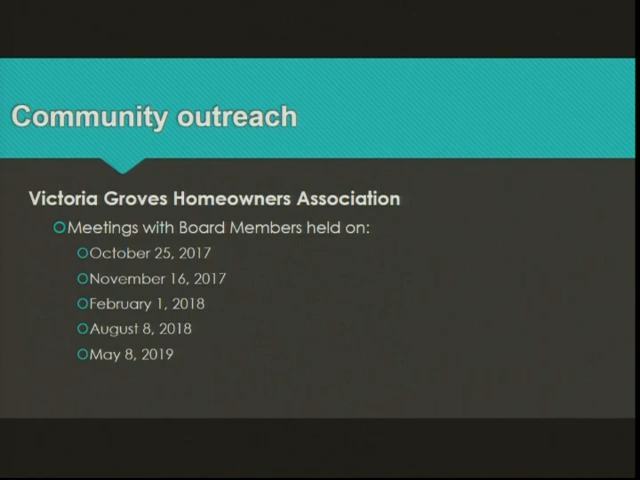 Community outreach
Victoria Groves Homeowners Association
Meetings with Board Members held on:
October 25, 2017
November 16, 2017
February 1, 2018
August 8, 2018
May 8, 2019